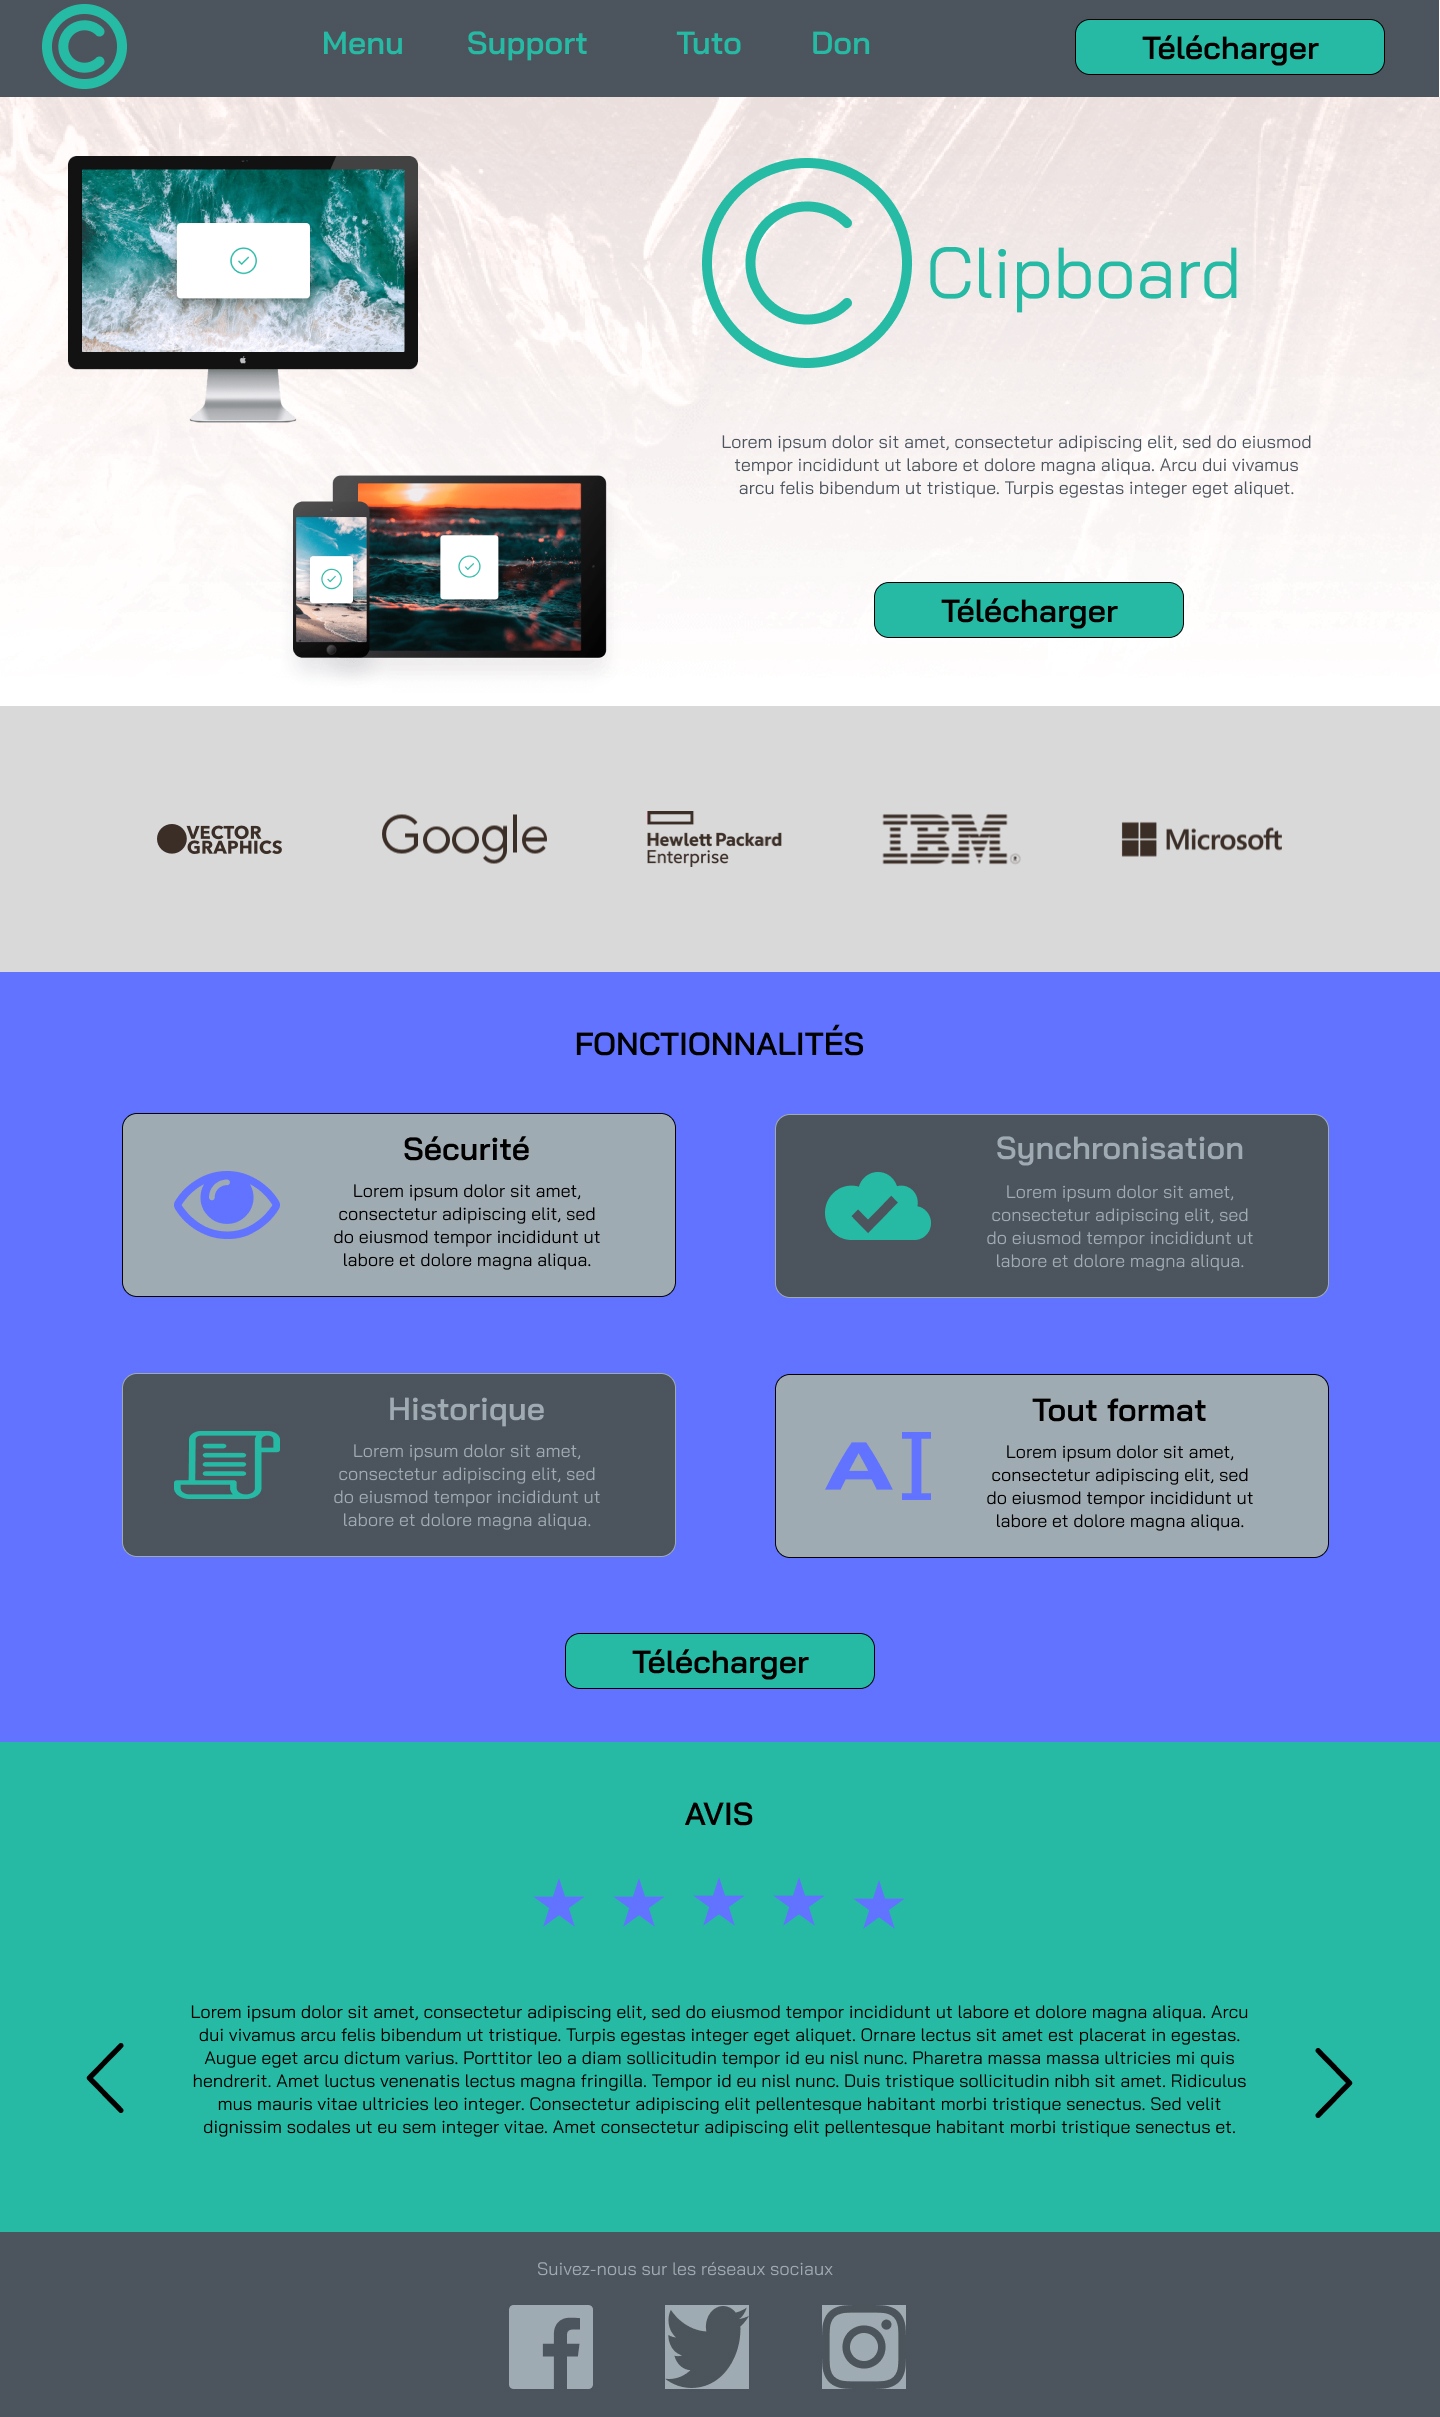 Menu Support Tuto Don Télécharger
Clipboard
Lorem ipsum dolor sit amet, consectetur adipiscing elit, sed do eiusmod
tempor incididunt ut labore et dolore magna aliqua. Arcu dui vivamus
arcu felis bibendum ut tristique. Turpis egestas integer eget aliquet.
Télécharger
VECTOR
GRAPHICS
Google
Hewlett Packard
Enterprise
IBM
Microsoft
FONCTIONNALITÉS
Sécurité
Lorem ipsum dolor sit amet,
consectetur adipiscing elit, sed
do eiusmod tempor incididunt ut
labore et dolore magna aliqua.
Synchronisation
Lorem ipsum dolor sit amet,
consectetur adipiscing elit, sed
do eiusmod tempor incididunt ut
labore et dolore magna aliqua.
Historique
Lorem ipsum dolor sit amet,
consectetur adipiscing elit, sed
do eiusmod tempor incididunt ut
labore et dolore magna aliqua.
Tout format
Lorem ipsum dolor sit amet,
consectetur adipiscing elit, sed
do eiusmod tempor incididunt ut
labore et dolore magna aliqua.
Télécharger
AVIS
Lorem ipsum dolor sit amet, consectetur adipiscing elit, sed do eiusmod tempor incididunt ut labore et dolore magna aliqua. Arcu
dui vivamus arcu felis bibendum ut tristique. Turpis egestas integer eget aliquet. Ornare lectus sit amet est placerat in egestas.
Augue eget arcu dictum varius. Porttitor leo a diam sollicitudin tempor id eu nisl nunc. Pharetra massa massa ultricies mi quis
hendrerit. Amet luctus venenatis lectus magna fringilla. Tempor id eu nisl nunc. Duis tristique sollicitudin nibh sit amet. Ridiculus
mus mauris vitae ultricies leo integer. Consectetur adipiscing elit pellentesque habitant morbi tristique senectus. Sed velit
dignissim sodales ut eu sem integer vitae. Amet consectetur adipiscing elit pellentesque habitant morbi tristique senectus et.
Suivez-nous sur les réseaux sociaux